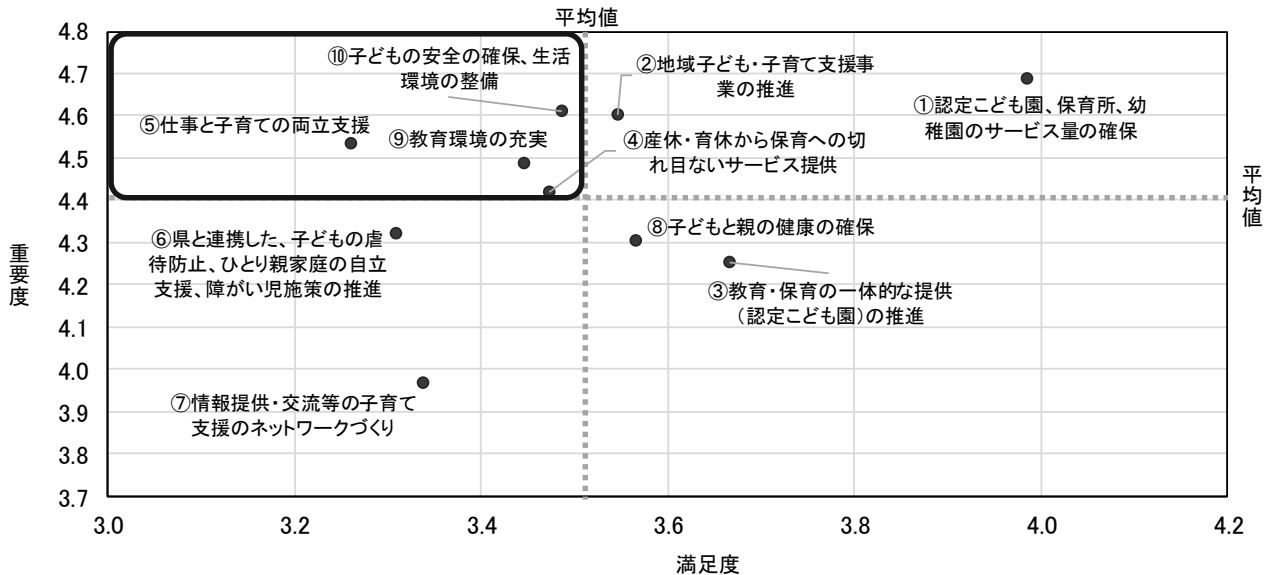 平均値
4.8
4.7
4.6
4.5
4.4
4.3
4.2
4.1
4.0
3.9
3.8
3.7
重要度
⑩子どもの安全の確保、生活
環境の整備
②地域子ども・子育て支援事
業の推進
①認定こども園、保育所、幼
稚園のサービス量の確保
⑤仕事と子育ての両立支援
⑨教育環境の充実
④産休・育休から保育への切
れ目ないサービス提供
平均値
⑥県と連携した、子どもの虐
待防止、ひとり親家庭の自立
支援、障がい児施策の推進
⑧子どもと親の健康の確保
③教育・保育の一体的な提供
（認定こども園）の推進
⑦情報提供・交流等の子育て
支援のネットワークづくり
3.0
3.2
3.4
3.6
3.8
4.0
4.2
満足度